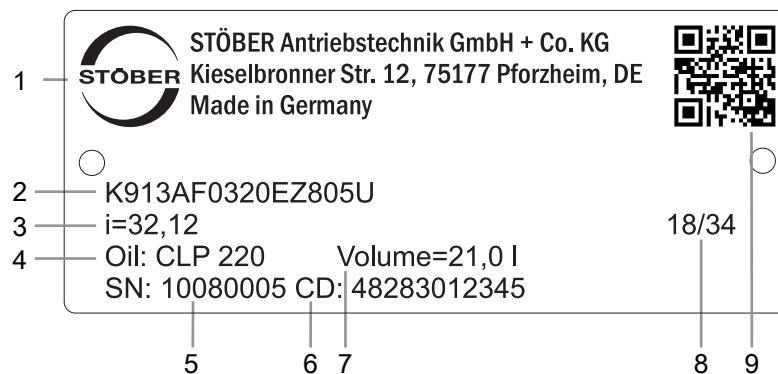 STÖBER Antriebstechnik GmbH + Co. KG
1 STÖBER Kieselbronner Str. 12, 75177 Pforzheim, DE
Made in Germany
2 K913AF0320EZ805U
3 i=32,12 18/34
4 Oil: CLP 220 Volume=21,0 l
SN: 10080005 CD: 48283012345
5 6 7 8 9